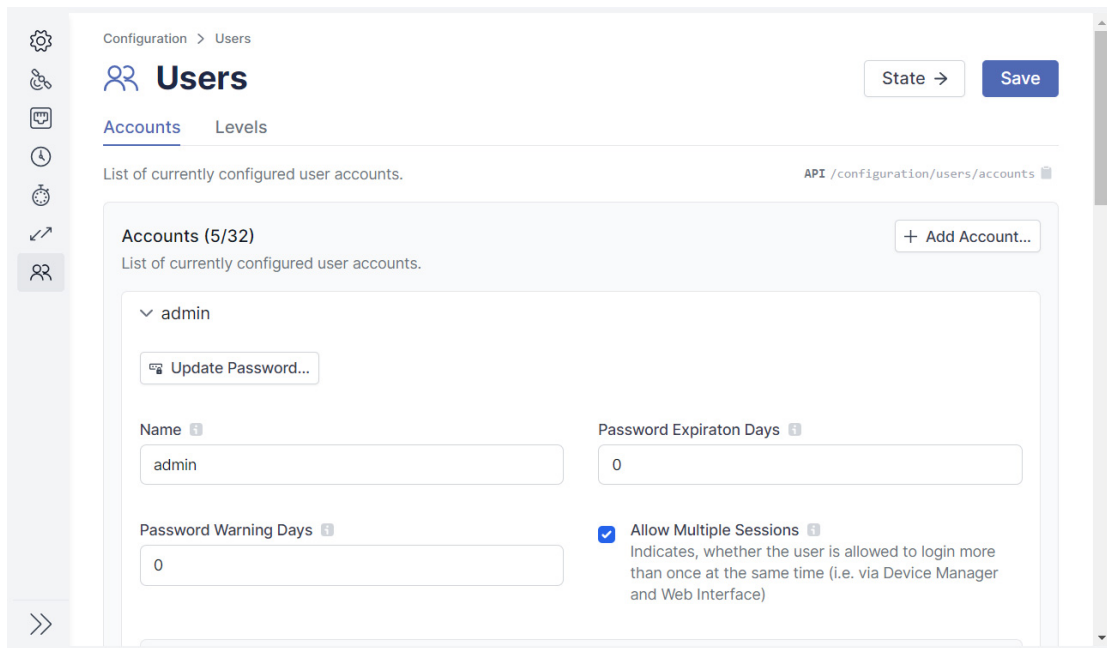 Configuration > Users
Users
State →
Save
Accounts Levels
List of currently configured user accounts.
API /configuration/users/accounts
Accounts (5/32)
+ Add Account...
List of currently configured user accounts.
admin
Update Password...
Name
Password Expiraton Days
admin
0
Password Warning Days
Allow Multiple Sessions
0
Indicates, whether the user is allowed to login more
than once at the same time (i.e. via Device Manager
and Web Interface)